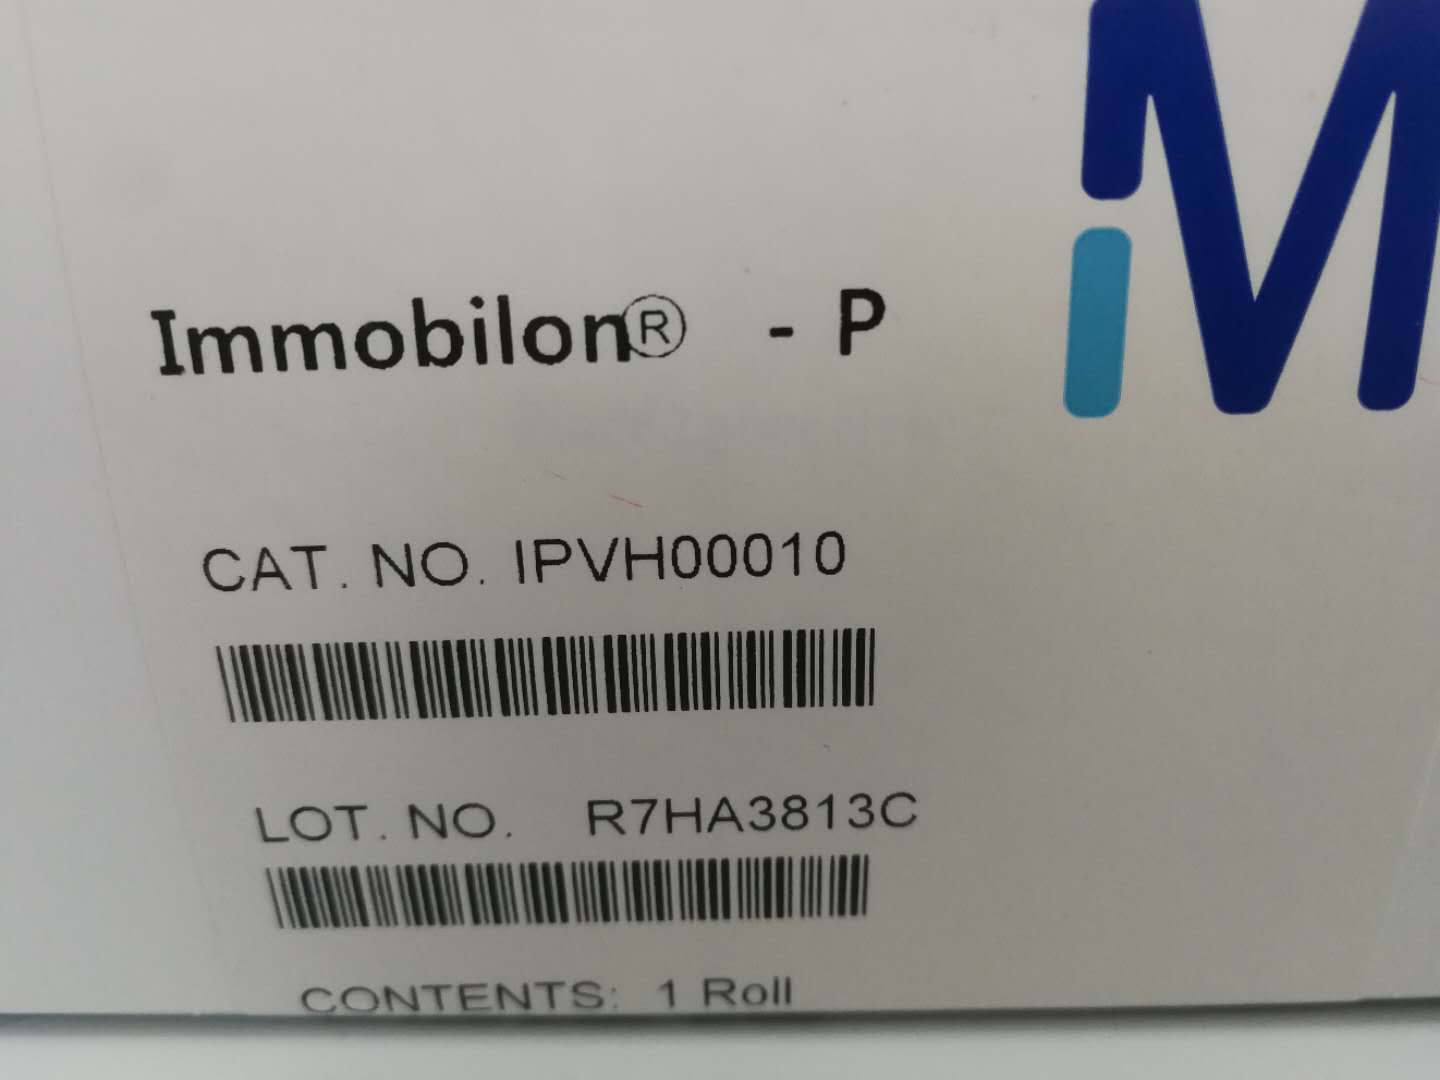 Immobilon® - P
CAT. NO. IPVH00010
LOT. NO. R7HA3813C
CONTENTS: 1 Roll